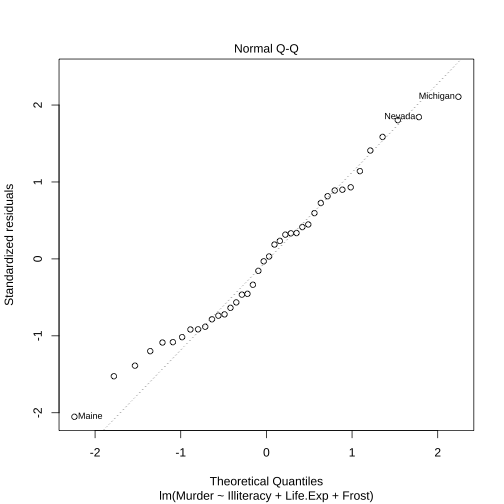 Normal Q-Q
Standardized residuals
2
1
0
-1
-2
Michigan
Nevada
Maine
-2 -1 0 1 2
Theoretical Quantiles
lm(Murder ~ Illiteracy + Life.Exp + Frost)